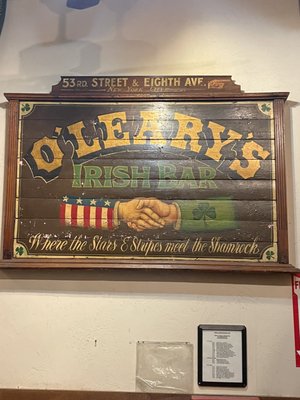 53RD. STREET & EIGHTH AVE.
NEW YORK CITY
O'LEARY'S
IRISH BAR
Where the Stars & Stripes meet the Shamrock